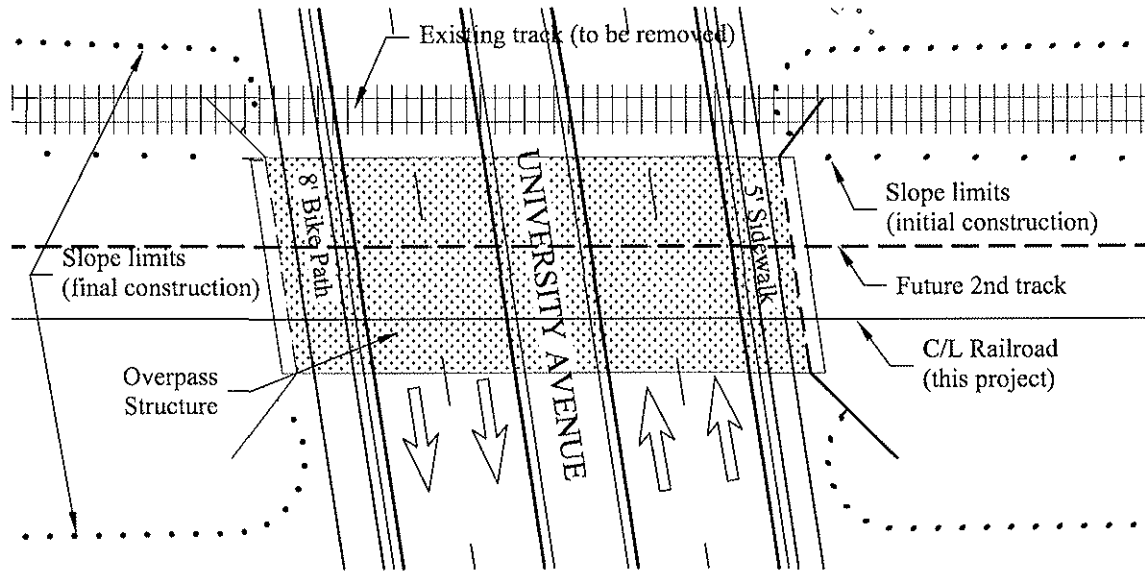 Existing track (to be removed)
8' Bike Path
UNIVERSITY AVENUE
5' Sidewalk
Slope limits
(initial construction)
Slope limits
(final construction)
Future 2nd track
C/L Railroad
(this project)
Overpass
Structure